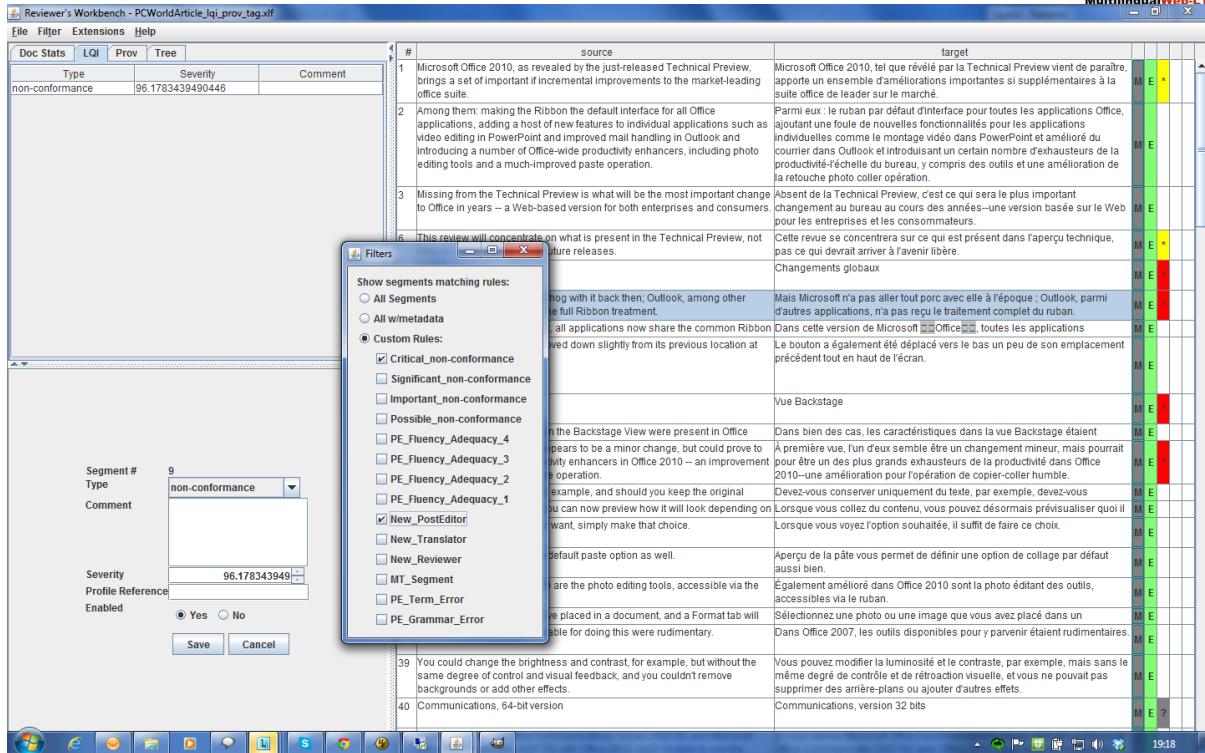 MultilingualWeb-LT
Reviewer's Workbench - PCWorldArticle_lqi_prov_tag.xlf
File Filter Extensions Help
Doc Stats LQI Prov Tree
Type Severity Comment
non-conformance 96.1783439490446
Segment # 9
Type non-conformance
Comment
Severity 96.178343949
Profile Reference
Enabled Yes No
Save Cancel
Filters
Show segments matching rules:
All Segments
All w/metadata
Custom Rules:
Critical_non-conformance
Significant_non-conformance
Important_non-conformance
Possible_non-conformance
PE_Fluency_Adequacy_4
PE_Fluency_Adequacy_3
PE_Fluency_Adequacy_2
PE_Fluency_Adequacy_1
New_PostEditor
New_Translator
New_Reviewer
MT_Segment
PE_Term_Error
PE_Grammar_Error
# source target
1 Microsoft Office 2010, as revealed by the just-released Technical Preview,
brings a set of important if incremental improvements to the market-leading
office suite.
Microsoft Office 2010, tel que révélé par la Technical Preview vient de paraître,
apporte un ensemble d'améliorations importantes si supplémentaires à la
suite office de leader sur le marché.
M E *
2 Among them: making the Ribbon the default interface for all Office
applications, adding a host of new features to individual applications such as
video editing in PowerPoint and improved mail handling in Outlook and
introducing a number of Office-wide productivity enhancers, including photo
editing tools and a much-improved paste operation.
Parmi eux : le ruban par défaut d'interface pour toutes les applications Office,
ajoutant une foule de nouvelles fonctionnalités pour les applications
individuelles comme le montage vidéo dans PowerPoint et amélioré du
courrier dans Outlook et introduisant un certain nombre d'exhausteurs de la
productivité-l'échelle du bureau, y compris des outils et une amélioration de
la retouche photo coller opération.
M E
3 Missing from the Technical Preview is what will be the most important change
to Office in years -- a Web-based version for both enterprises and consumers.
Absent de la Technical Preview, c'est ce qui sera le plus important
changement au bureau au cours des années--une version basée sur le Web
pour les entreprises et les consommateurs.
M E
6 This review will concentrate on what is present in the Technical Preview, not
uture releases.
Cette revue se concentrera sur ce qui est présent dans l'aperçu technique,
pas ce qui devrait arriver à l'avenir libère.
M E *
Changements globaux
M E *
hog with it back then; Outlook, among other
e full Ribbon treatment.
Mais Microsoft n'a pas aller tout porc avec elle à l'époque ; Outlook, parmi
d'autres applications, n'a pas reçu le traitement complet du ruban.
M E *
, all applications now share the common Ribbon
Dans cette version de Microsoft Office, toutes les applications
M E
oved down slightly from its previous location at
Le bouton a également été déplacé vers le bas un peu de son emplacement
précédent tout en haut de l'écran.
M E
Vue Backstage
M E *
n the Backstage View were present in Office
Dans bien des cas, les caractéristiques dans la vue Backstage étaient
M E
pears to be a minor change, but could prove to
tivity enhancers in Office 2010 -- an improvement
e operation.
À première vue, l'un d'eux semble être un changement mineur, mais pourrait
pour être un des plus grands exhausteurs de la productivité dans Office
2010--une amélioration pour l'opération de copier-coller humble.
M E *
example, and should you keep the original
Devez-vous conserver uniquement du texte, par exemple, devez-vous
M E
ou can now preview how it will look depending on
Lorsque vous collez du contenu, vous pouvez désormais prévisualiser quoi il
M E
want, simply make that choice.
Lorsque vous voyez l'option souhaitée, il suffit de faire ce choix.
M E
default paste option as well.
Aperçu de la pâte vous permet de définir une option de collage par défaut
aussi bien.
M E
0 are the photo editing tools, accessible via the
Également amélioré dans Office 2010 sont la photo éditant des outils,
accessibles via le ruban.
M E
ve placed in a document, and a Format tab will
Sélectionnez une photo ou une image que vous avez placé dans un
M E
able for doing this were rudimentary.
Dans Office 2007, les outils disponibles pour y parvenir étaient rudimentaires.
M E
39 You could change the brightness and contrast, for example, but without the
same degree of control and visual feedback, and you couldn't remove
backgrounds or add other effects.
Vous pouvez modifier la luminosité et le contraste, par exemple, mais sans le
même degré de contrôle et de rétroaction visuelle, et vous ne pouvait pas
supprimer des arrière-plans ou ajouter d'autres effets.
M E
40 Communications, 64-bit version
Communications, version 32 bits
M E ?
19:18